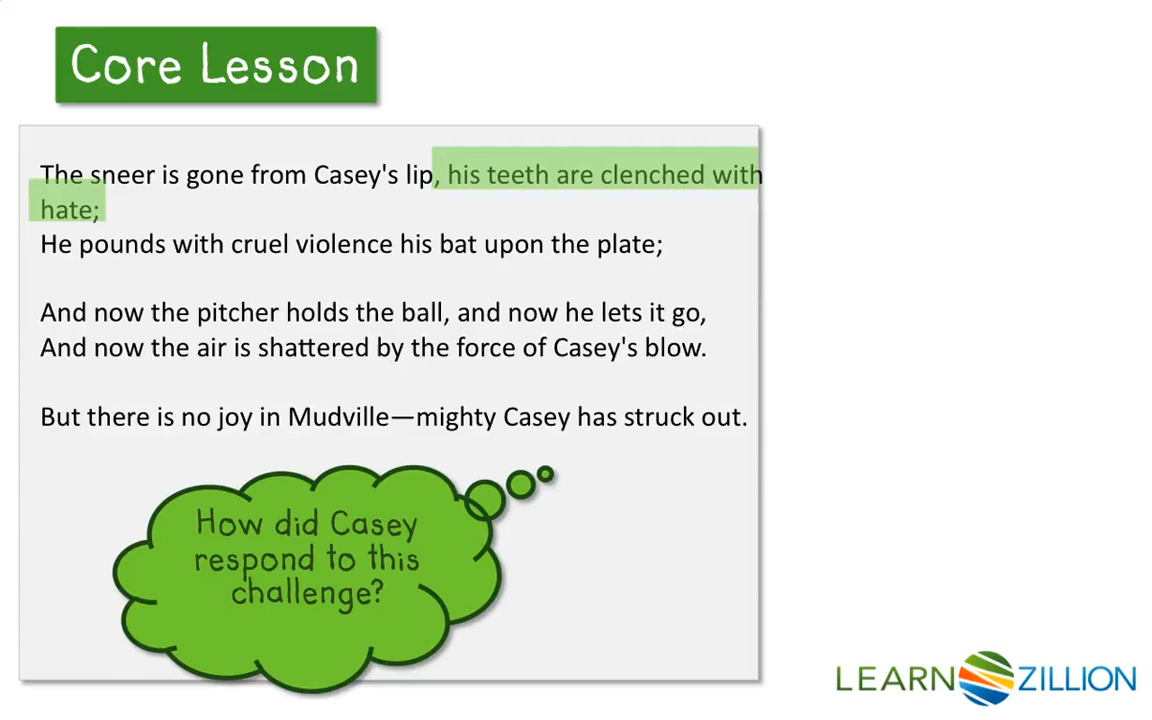 Core Lesson
The sneer is gone from Casey's lip, his teeth are clenched with
hate;
He pounds with cruel violence his bat upon the plate;
And now the pitcher holds the ball, and now he lets it go,
And now the air is shattered by the force of Casey's blow.
But there is no joy in Mudville—mighty Casey has struck out.
How did Casey
respond to this
challenge?
LEARN ZILLION